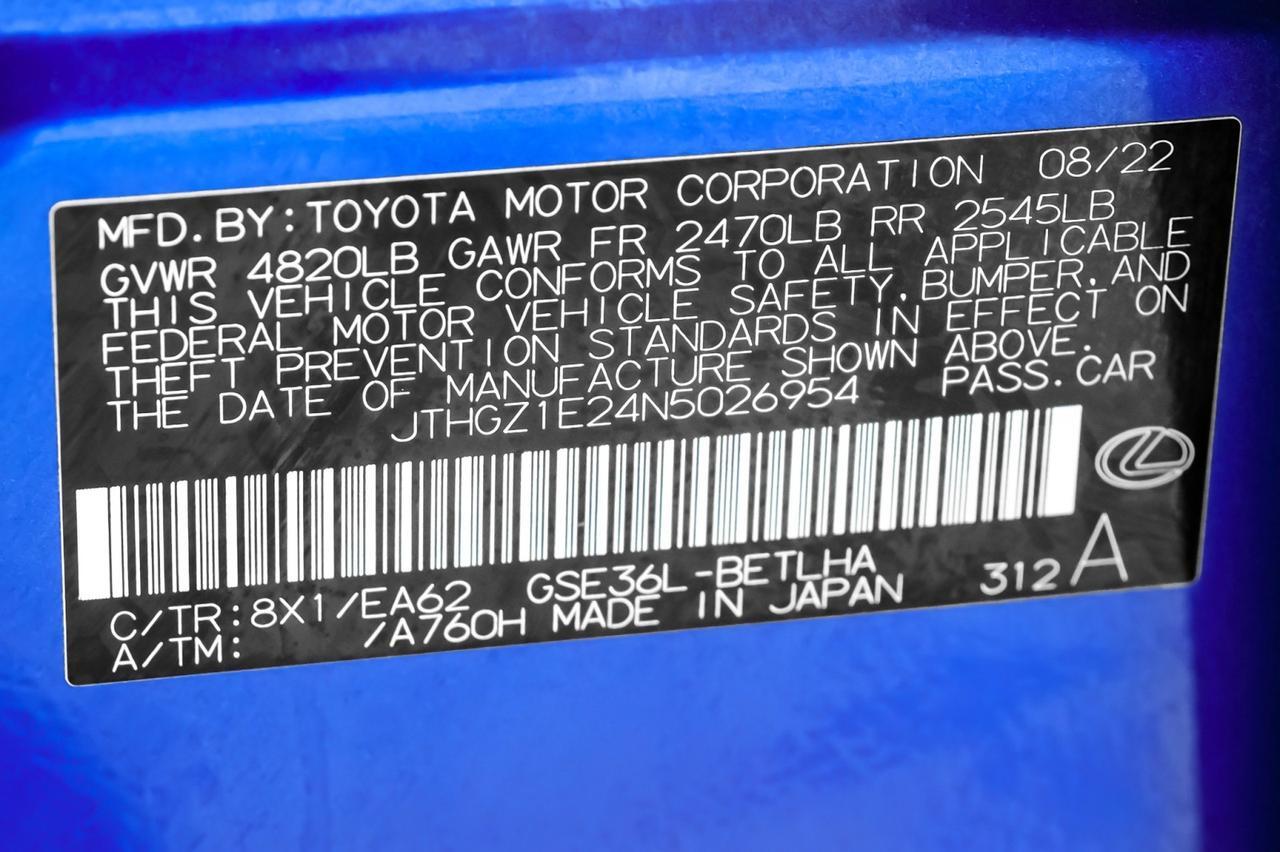 MFD. BY: TOYOTA MOTOR CORPORATION 08/22
GVWR 4820LB GAWR FR 2470LB RR 2545LB
THIS VEHICLE CONFORMS TO ALL APPLICABLE
FEDERAL MOTOR VEHICLE SAFETY, BUMPER, AND
THEFT PREVENTION STANDARDS IN EFFECT ON
THE DATE OF MANUFACTURE SHOWN ABOVE.
JTHGZ1E24N5026954 PASS. CAR
C/TR: 8X1/EA62 GSE36L-BETLHA 312 A
A/TM: /A760H MADE IN JAPAN